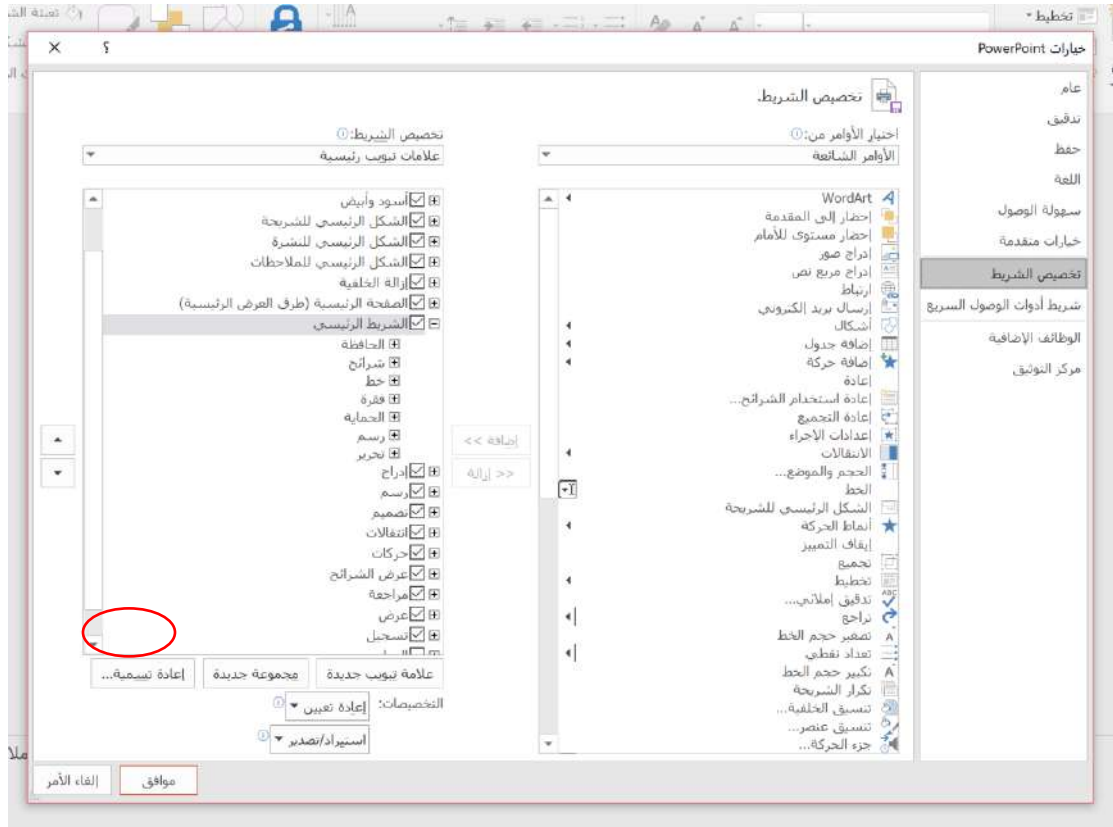 تخطيط
خيارات PowerPoint
؟
عام
تدقيق
حفظ
اللغة
سهولة الوصول
خيارات متقدمة
تخصيص الشريط
شريط أدوات الوصول السريع
الوظائف الإضافية
مركز التوثيق
تخصيص الشريط.
اختيار الأوامر من:
الأوامر الشائعة
WordArt
إحضار إلى المقدمة
إحضار مستوى للأمام
إدراج صور
إدراج مربع نص
ارتباط
إرسال بريد إلكتروني
أشكال
إضافة جدول
إضافة حركة
إعادة
إعادة استخدام الشرائح...
إعادة التجميع
إعدادات الإجراء
الانتقالات
الحجم والموضع...
الخط
الشكل الرئيسي للشريحة
أنماط الحركة
إيقاف التمييز
تجميع
تخطيط
تدقيق إملائي...
تراجع
تصغير حجم الخط
تعداد نقطي
تكبير حجم الخط
تكرار الشريحة
تنسيق الخلفية...
تنسيق عنصر...
جزء الحركة...
إضافة >>
<< إزالة
تخصيص الشريط:
علامات تبويب رئيسية
أسود وأبيض
الشكل الرئيسي للشريحة
الشكل الرئيسي للنشرة
الشكل الرئيسي للملاحظات
إزالة الخلفية
الصفحة الرئيسية (طرق العرض الرئيسية)
الشريط الرئيسي
الحافظة
شرائح
خط
فقرة
الحماية
رسم
تحرير
إدراج
رسم
تصميم
انتقالات
حركات
عرض الشرائح
مراجعة
عرض
تسجيل
علامة تبويب جديدة
مجموعة جديدة
إعادة تسمية...
التخصيصات:
إعادة تعيين
استيراد/تصدير
موافق
إلغاء الأمر